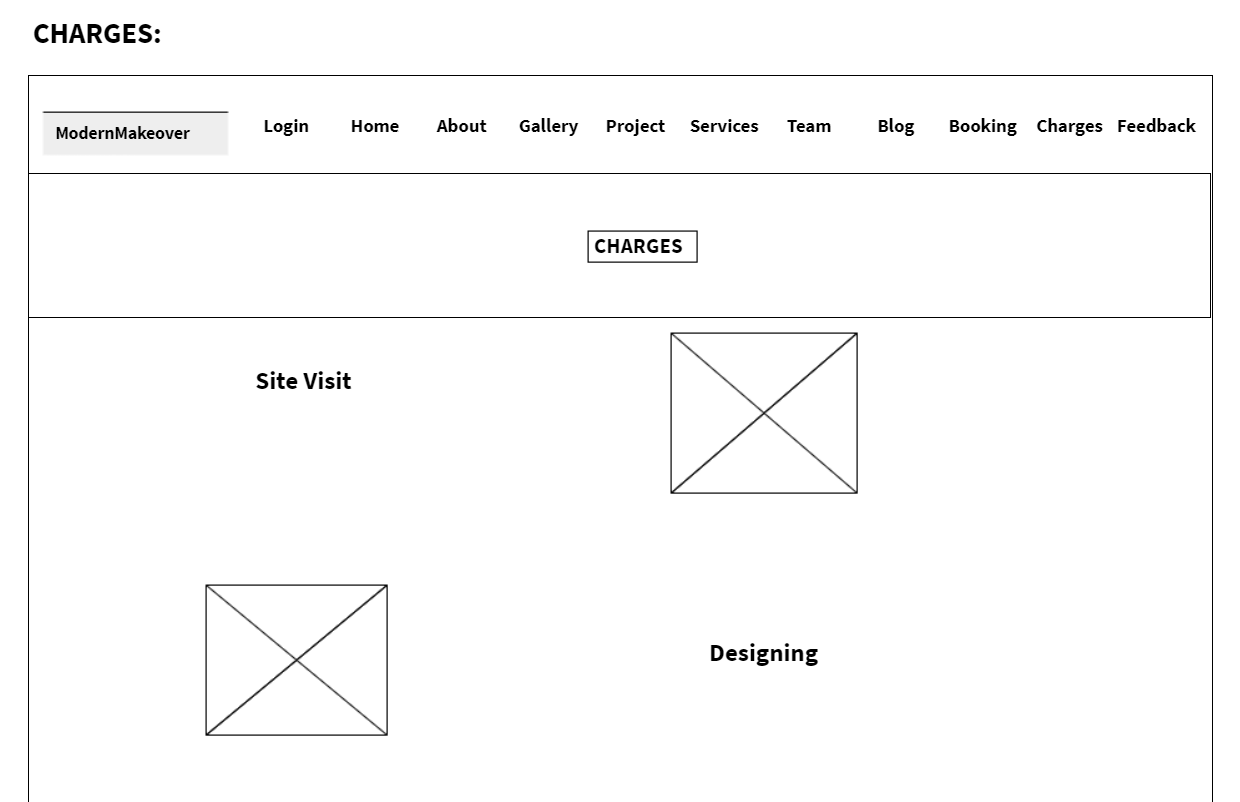 CHARGES:
ModernMakeover Login Home About Gallery Project Services Team Blog Booking Charges Feedback
CHARGES
Site Visit
Designing